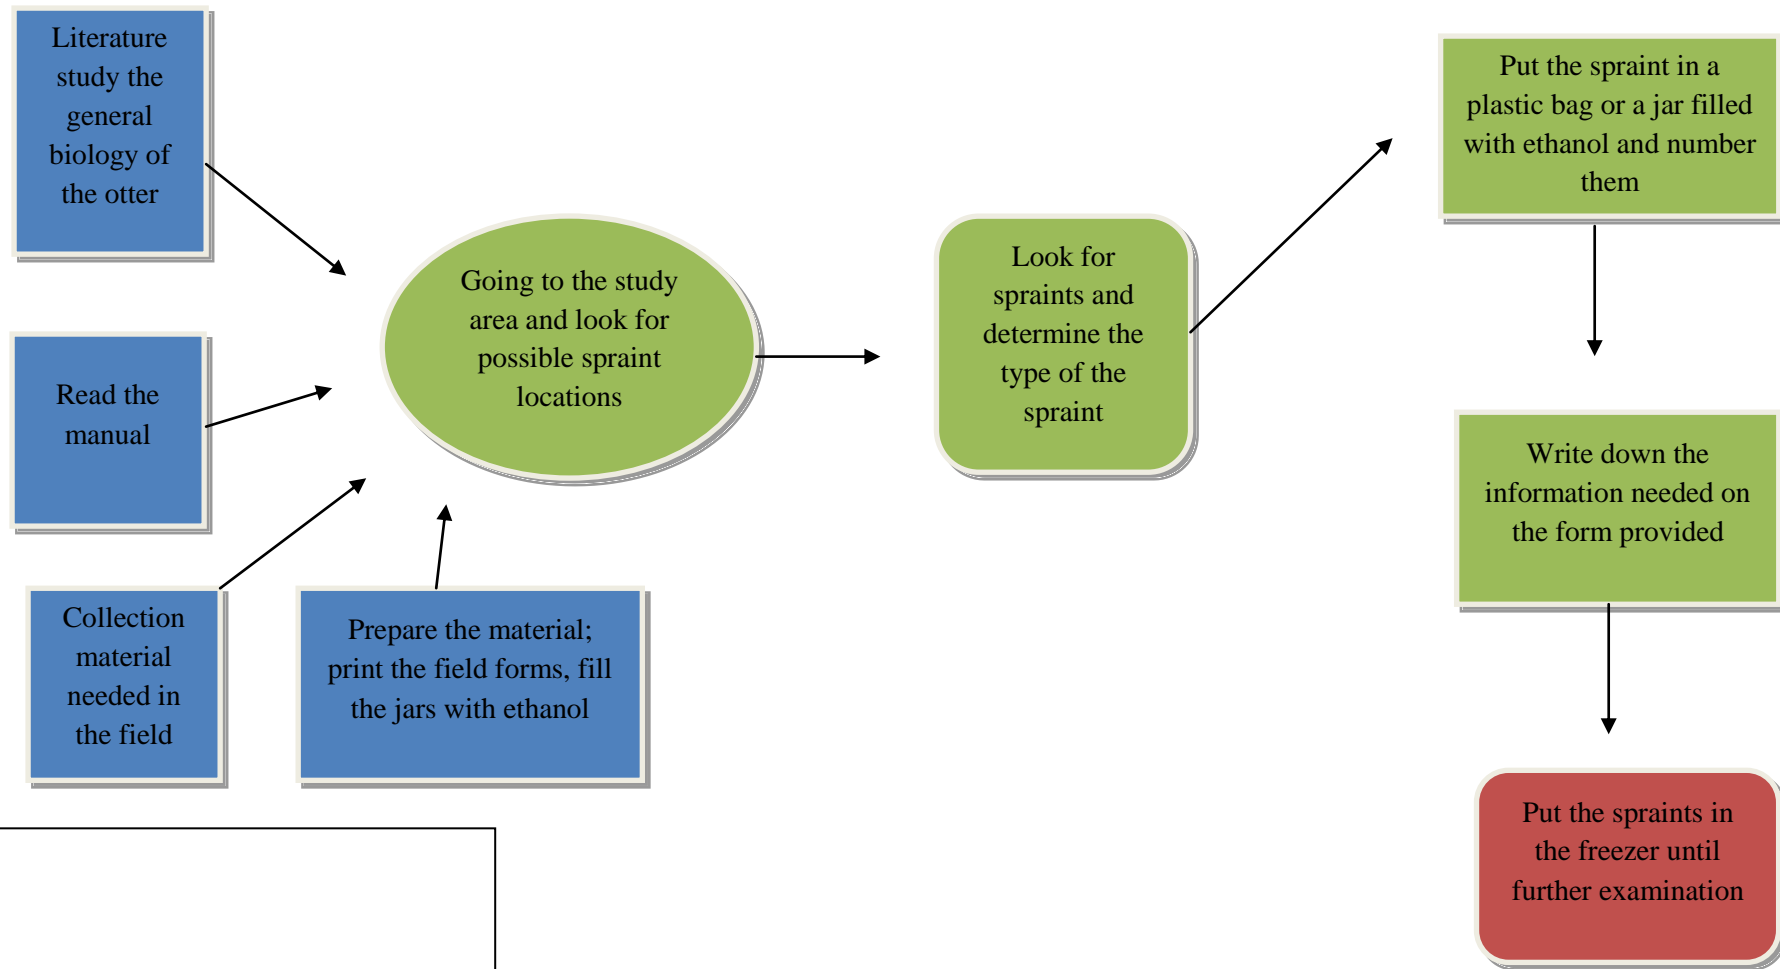 Literature
study the
general
biology of
the otter
Read the
manual
Collection
material
needed in
the field
Prepare the material;
print the field forms, fill
the jars with ethanol
Going to the study
area and look for
possible spraint
locations
Look for
spraints and
determine the
type of the
spraint
Put the spraint in a
plastic bag or a jar filled
with ethanol and number
them
Write down the
information needed on
the form provided
Put the spraints in
the freezer until
further examination